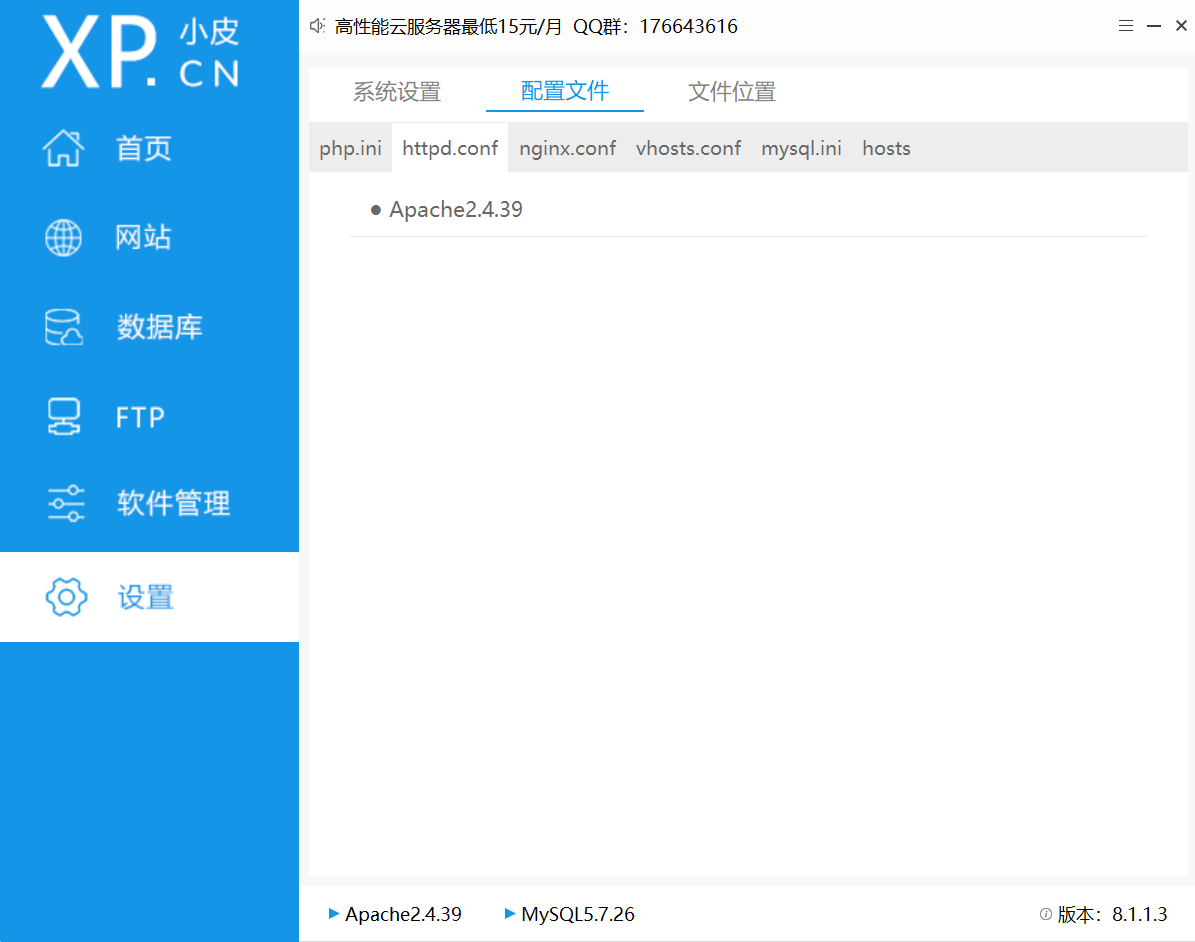 XP.小皮CN
高性能云服务器最低15元/月 QQ群：176643616
首页
网站
数据库
FTP
软件管理
设置
系统设置 配置文件 文件位置
php.ini httpd.conf nginx.conf vhosts.conf mysql.ini hosts
Apache2.4.39
Apache2.4.39 MySQL5.7.26 版本：8.1.1.3